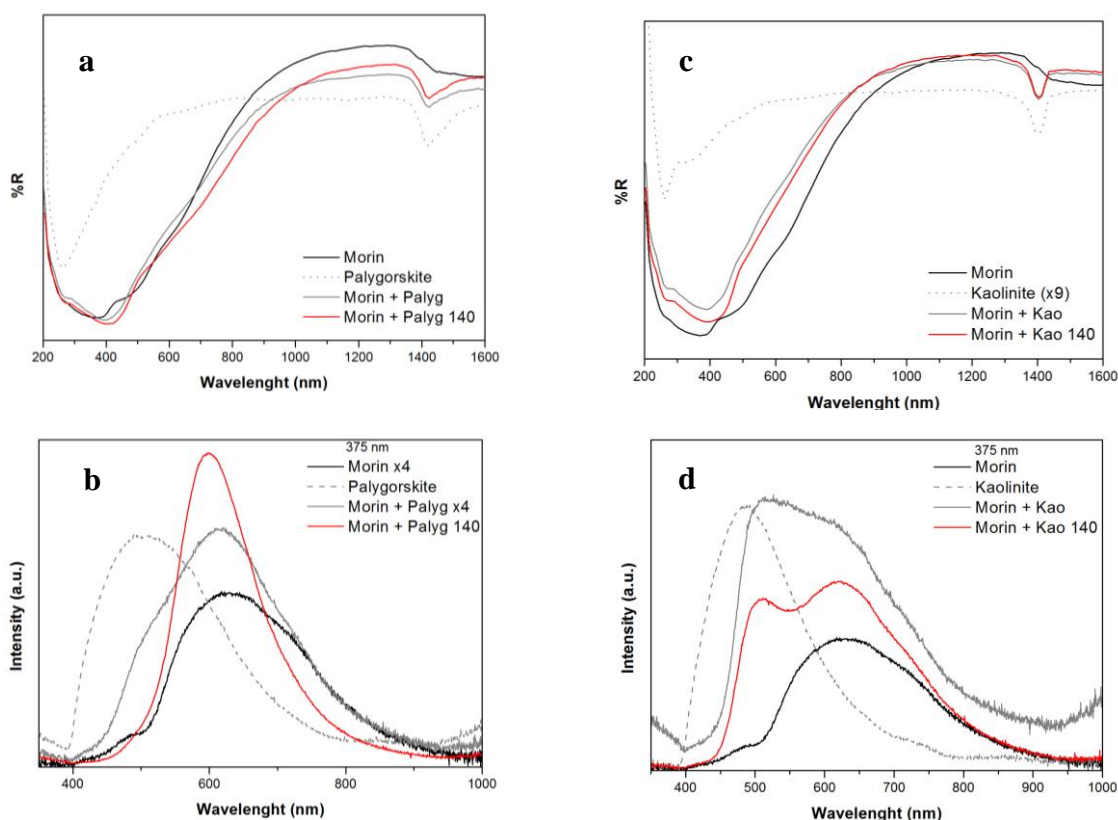 a
%R
Morin
Palygorskite
Morin + Palyg
Morin + Palyg 140
200 400 600 800 1000 1200 1400 1600
Wavelenght (nm)
c
%R
Morin
Kaolinite (x9)
Morin + Kao
Morin + Kao 140
200 400 600 800 1000 1200 1400 1600
Wavelenght (nm)
b
375 nm
Intensity (a.u.)
Morin x4
Palygorskite
Morin + Palyg x4
Morin + Palyg 140
400 600 800 1000
Wavelenght (nm)
d
375 nm
Intensity (a.u.)
Morin
Kaolinite
Morin + Kao
Morin + Kao 140
400 500 600 700 800 900 1000
Wavelenght (nm)